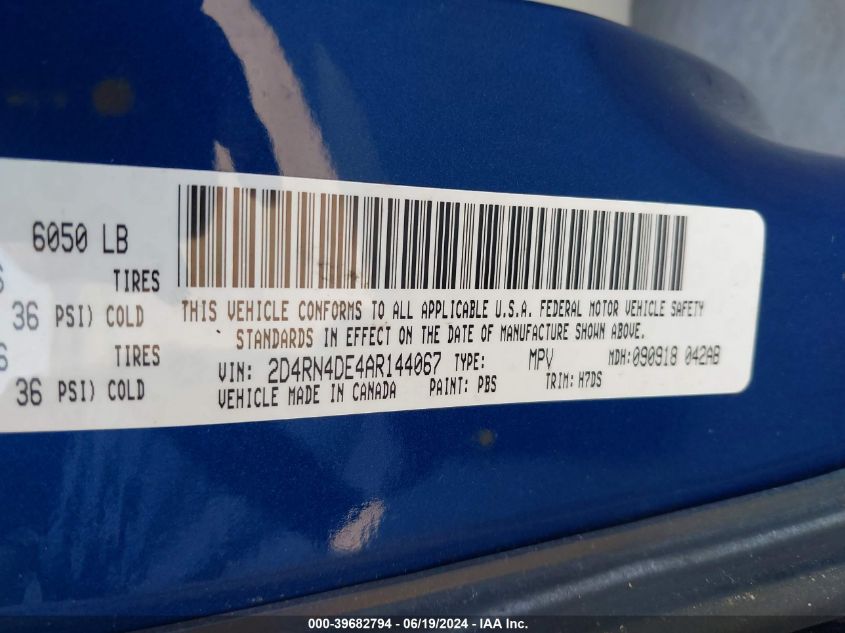 6050 LB
TIRES
36 PSI) COLD
TIRES
36 PSI) COLD
THIS VEHICLE CONFORMS TO ALL APPLICABLE U.S.A. FEDERAL MOTOR VEHICLE SAFETY
STANDARDS IN EFFECT ON THE DATE OF MANUFACTURE SHOWN ABOVE.
VIN: 2D4RN4DE4AR144067 TYPE: MPV MDH:090918 042AB
VEHICLE MADE IN CANADA PAINT: PBS TRIM: H7DS
000-39682794 - 06/19/2024 - IAA Inc.